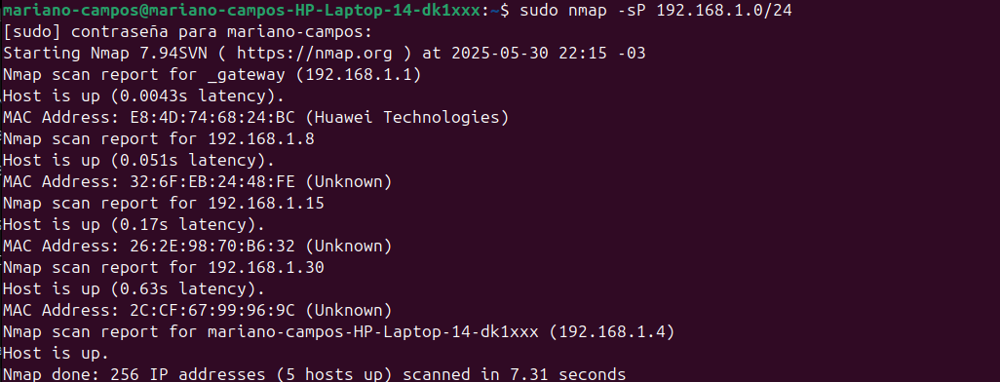 mariano-campos@mariano-campos-HP-Laptop-14-dk1xxx:~$ sudo nmap -sP 192.168.1.0/24
[sudo] contraseña para mariano-campos:
Starting Nmap 7.94SVN ( https://nmap.org ) at 2025-05-30 22:15 -03
Nmap scan report for _gateway (192.168.1.1)
Host is up (0.0043s latency).
MAC Address: E8:4D:74:68:24:BC (Huawei Technologies)
Nmap scan report for 192.168.1.8
Host is up (0.051s latency).
MAC Address: 32:6F:EB:24:48:FE (Unknown)
Nmap scan report for 192.168.1.15
Host is up (0.17s latency).
MAC Address: 26:2E:98:70:B6:32 (Unknown)
Nmap scan report for 192.168.1.30
Host is up (0.63s latency).
MAC Address: 2C:CF:67:99:96:9C (Unknown)
Nmap scan report for mariano-campos-HP-Laptop-14-dk1xxx (192.168.1.4)
Host is up.
Nmap done: 256 IP addresses (5 hosts up) scanned in 7.31 seconds